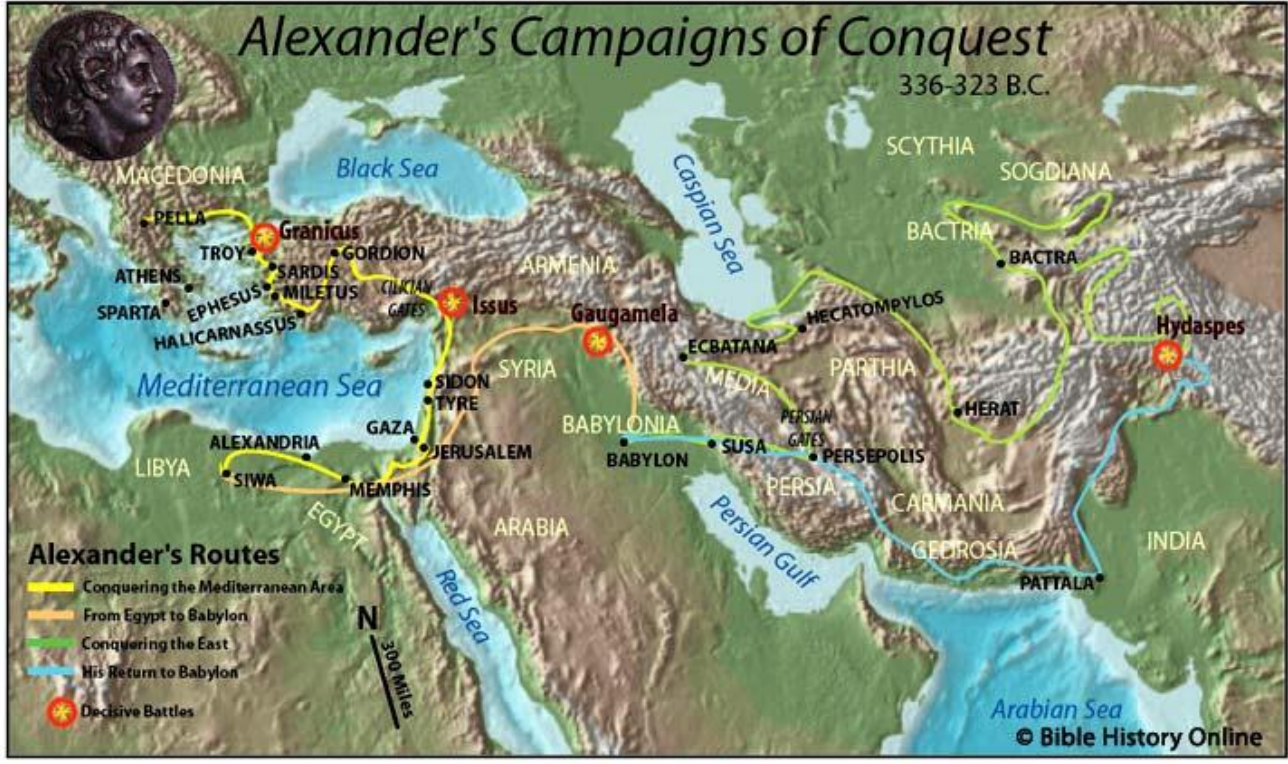 Alexander's Campaigns of Conquest
336-323 B.C.
SCYTHIA
SOGDIANA
Black Sea
Caspian Sea
MACEDONIA
PELLA
Granicus
BACTRIA
TROY
GORDION
BACTRA
ARMENIA
SARDIS
ATHENS
MILETUS
CILICIAN
GATES
EPHESUS
SPARTA
Issus
HECATOMPYLOS
Gaugamela
HALICARNASSUS
Hydaspes
ECBATANA
SYRIA
PARTHIA
MEDIA
Mediterranean Sea
SIDON
TYRE
HERAT
PERSIAN
GATES
GAZA
BABYLONIA
ALEXANDRIA
JERUSALEM
SUSA
BABYLON
PERSEPOLIS
LIBYA
SIWA
MEMPHIS
PERSIA
CARMANIA
EGYPT
ARABIA
Persian Gulf
GEDROSIA
INDIA
PATTALA
Red Sea
Alexander's Routes
Conquering the Mediterranean Area
From Egypt to Babylon
Conquering the East
His Return to Babylon
Decisive Battles
N
300 Miles
Arabian Sea
© Bible History Online